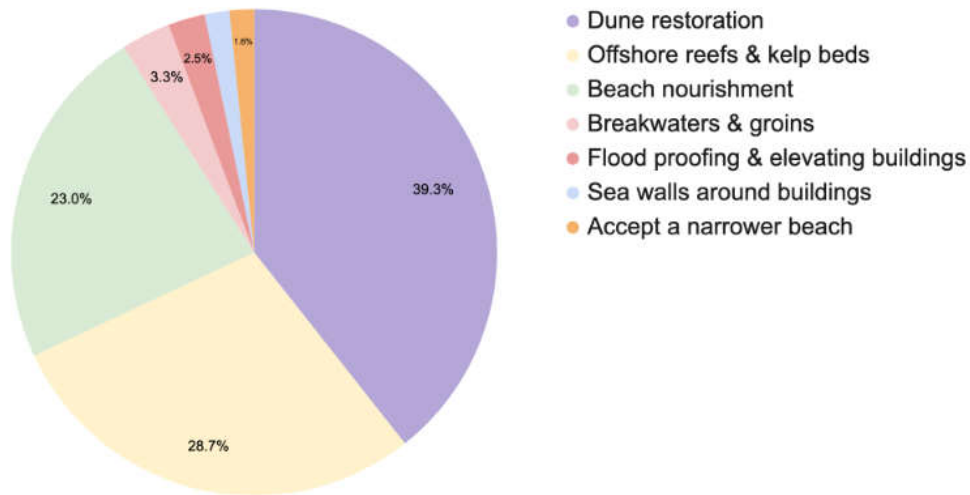 Dune restoration
Offshore reefs & kelp beds
Beach nourishment
Breakwaters & groins
Flood proofing & elevating buildings
Sea walls around buildings
Accept a narrower beach
1.6%
2.5%
3.3%
39.3%
23.0%
28.7%